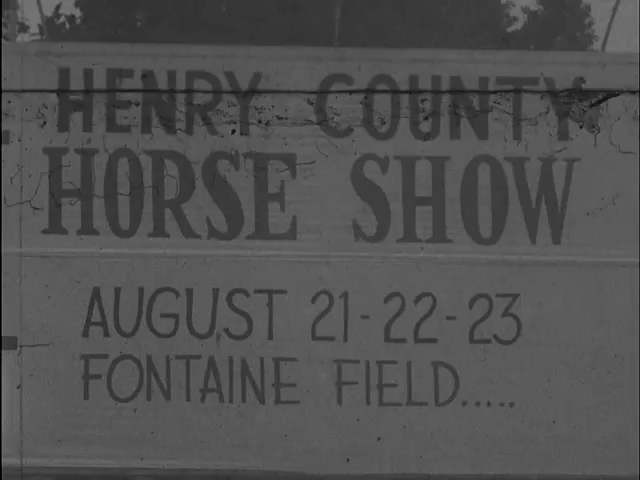 HENRY COUNTY
HORSE SHOW
AUGUST 21-22-23
FONTAINE FIELD.....